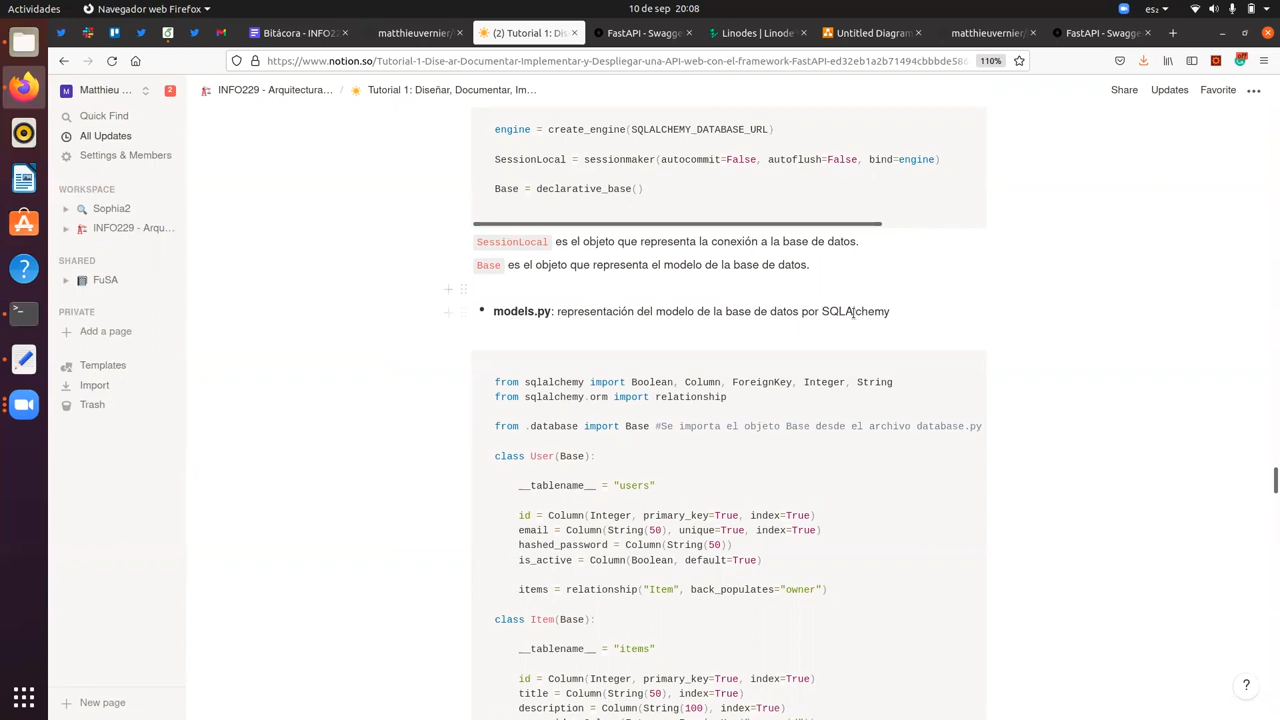 Actividades
Navegador web Firefox
10 de sep 20:08
es₂
Bitácora - INFO22
matthieuvernier/
(2) Tutorial 1: Dis
FastAPI - Swagge
Linodes | Linode
Untitled Diagram
matthieuvernier/
FastAPI - Swagge
https://www.notion.so/Tutorial-1-Dise-ar-Documentar-Implementar-y-Despliegar-una-API-web-con-el-framework-FastAPI-ed32eb1a2b71494cbbbde586
110%
M Matthieu ...
2
INFO229 - Arquitectura...
/
Tutorial 1: Diseñar, Documentar, Im...
Share
Updates
Favorite
Quick Find
All Updates
Settings & Members
WORKSPACE
Sophia2
INFO229 - Arqu...
SHARED
FuSA
PRIVATE
Add a page
Templates
Import
Trash
New page
engine = create_engine(SQLALCHEMY_DATABASE_URL)
SessionLocal = sessionmaker(autocommit=False, autoflush=False, bind=engine)
Base = declarative_base()
SessionLocal es el objeto que representa la conexión a la base de datos.
Base es el objeto que representa el modelo de la base de datos.
• models.py: representación del modelo de la base de datos por SQLAlchemy
from sqlalchemy import Boolean, Column, ForeignKey, Integer, String
from sqlalchemy.orm import relationship
from .database import Base #Se importa el objeto Base desde el archivo database.py
class User(Base):
__tablename__ = "users"
id = Column(Integer, primary_key=True, index=True)
email = Column(String(50), unique=True, index=True)
hashed_password = Column(String(50))
is_active = Column(Boolean, default=True)
items = relationship("Item", back_populates="owner")
class Item(Base):
__tablename__ = "items"
id = Column(Integer, primary_key=True, index=True)
title = Column(String(50), index=True)
description = Column(String(100), index=True)
?